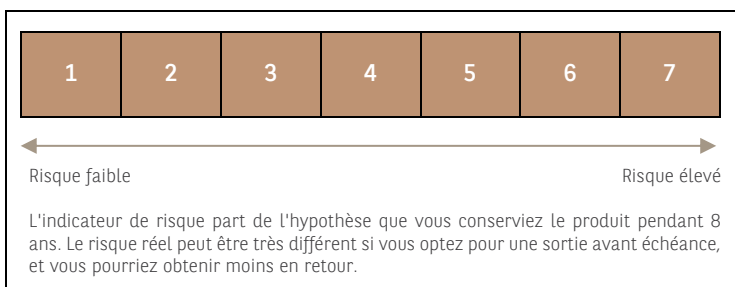 1 2 3 4 5 6 7
Risque faible Risque élevé
L'indicateur de risque part de l'hypothèse que vous conserviez le produit pendant 8
ans. Le risque réel peut être très différent si vous optez pour une sortie avant échéance,
et vous pourriez obtenir moins en retour.